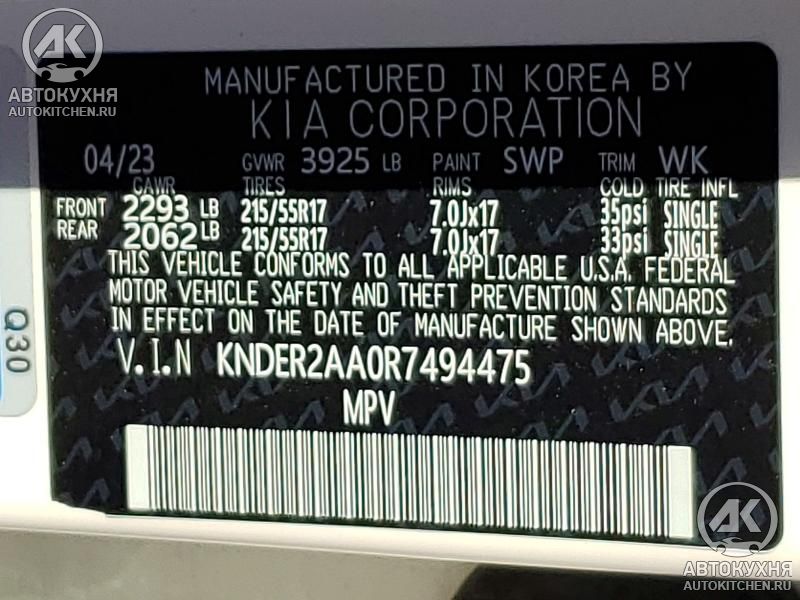 AK
АВТОКУХНЯ
AUTOKITCHEN.RU
MANUFACTURED IN KOREA BY
KIA CORPORATION
04/23 GVWR 3925 LB PAINT SWP TRIM WK
GAWR TIRES RIMS COLD TIRE INFL
FRONT 2293 LB 215/55R17 7.0Jx17 35psi SINGLE
REAR 2062 LB 215/55R17 7.0Jx17 33psi SINGLE
THIS VEHICLE CONFORMS TO ALL APPLICABLE U.S.A. FEDERAL
MOTOR VEHICLE SAFETY AND THEFT PREVENTION STANDARDS
IN EFFECT ON THE DATE OF MANUFACTURE SHOWN ABOVE.
V.I.N KNDER2AA0R7494475
MPV
Q30
AK
АВТОКУХНЯ
AUTOKITCHEN.RU